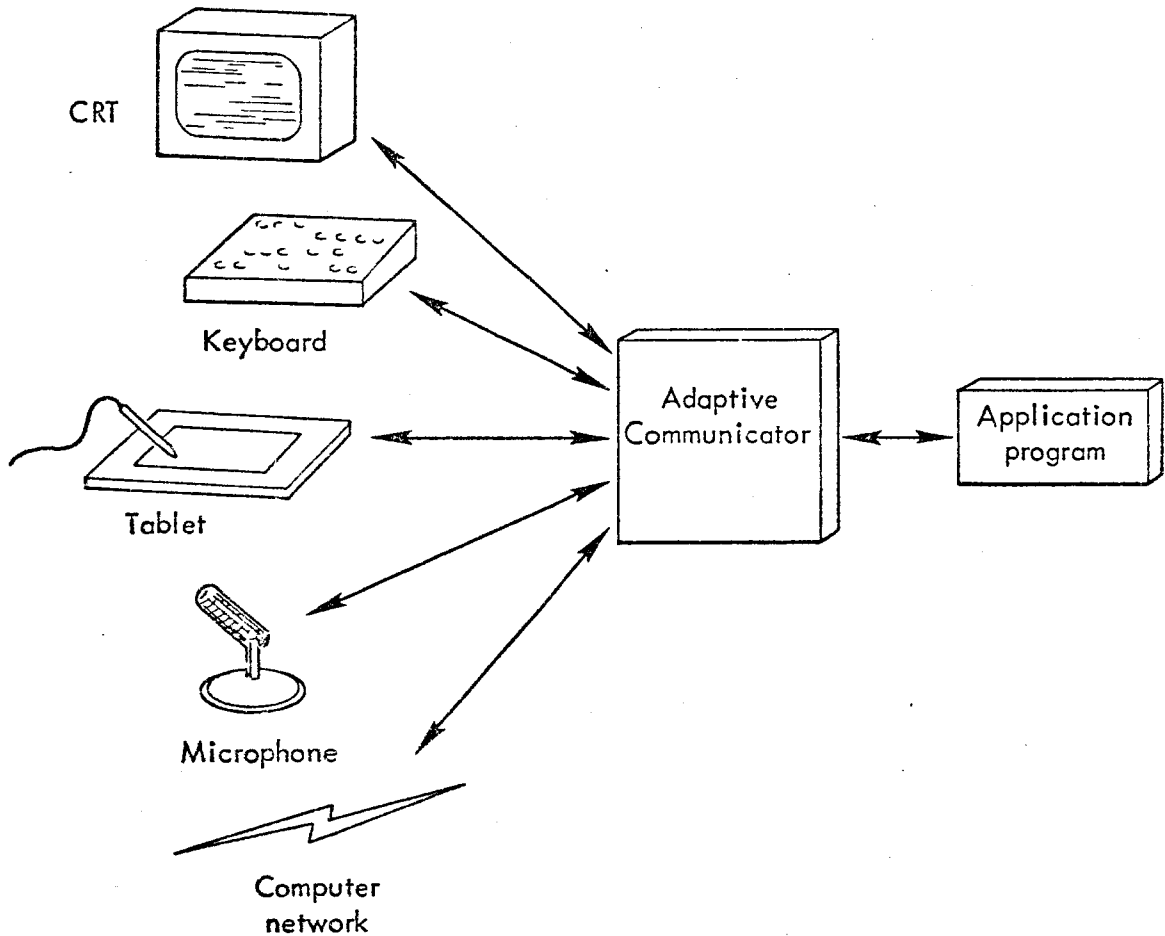 CRT
Keyboard
Tablet
Microphone
Computer
network
Adaptive
Communicator
Application
program